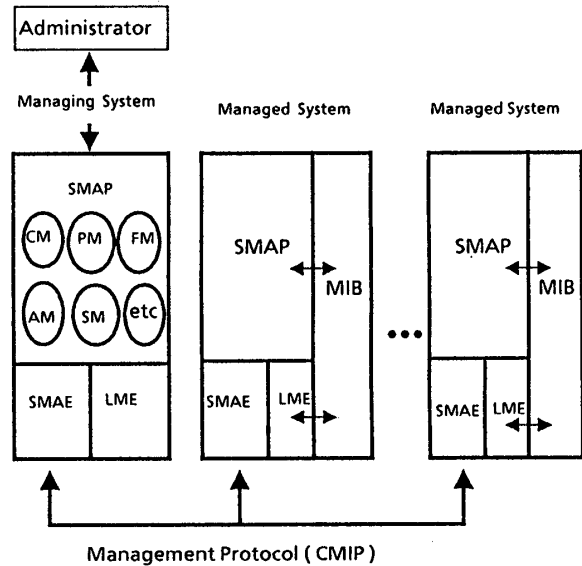 Administrator
Managing System
Managed System
Managed System
SMAP
CM PM FM
AM SM etc
SMAE LME
SMAP
MIB
SMAE LME
•••
SMAP
MIB
SMAE LME
Management Protocol ( CMIP )